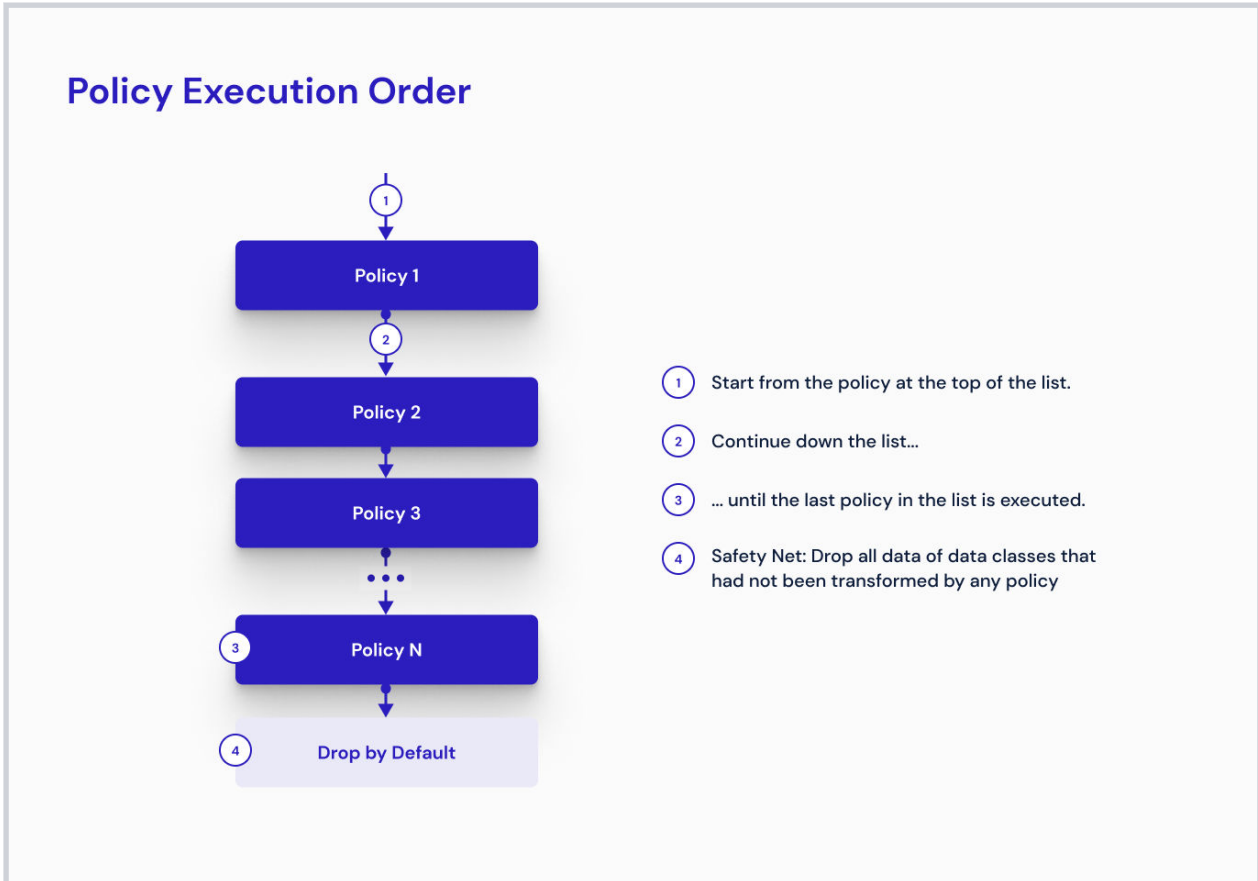 Policy Execution Order
1
Policy 1
2
Policy 2
Policy 3
Policy N
3
Drop by Default
4
1 Start from the policy at the top of the list.
2 Continue down the list...
3 ... until the last policy in the list is executed.
4 Safety Net: Drop all data of data classes that
had not been transformed by any policy